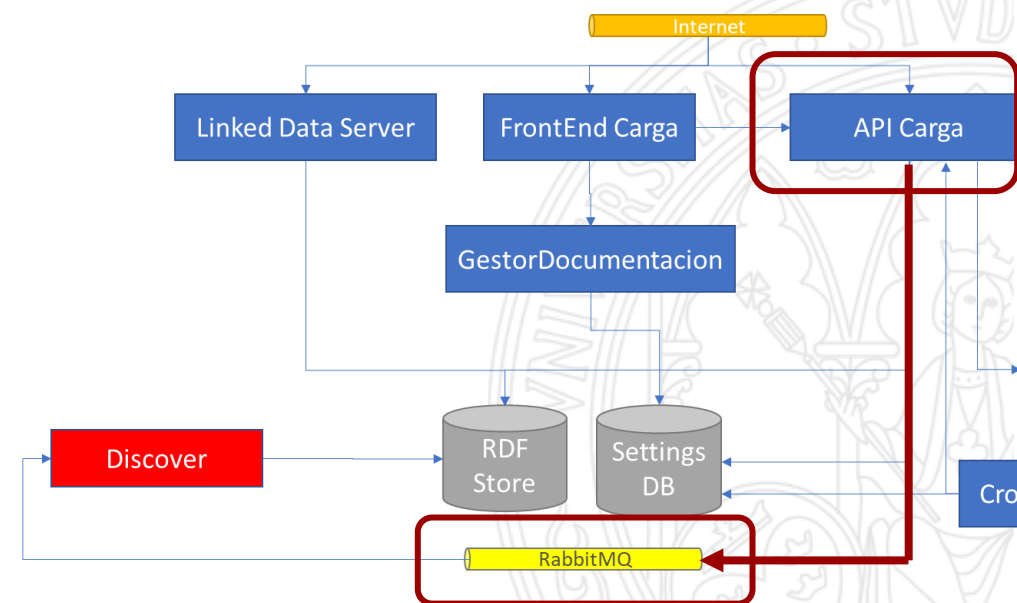 Internet
Linked Data Server
FrontEnd Carga
API Carga
GestorDocumentacion
Discover
RDF
Store
Settings
DB
Cro
RabbitMQ